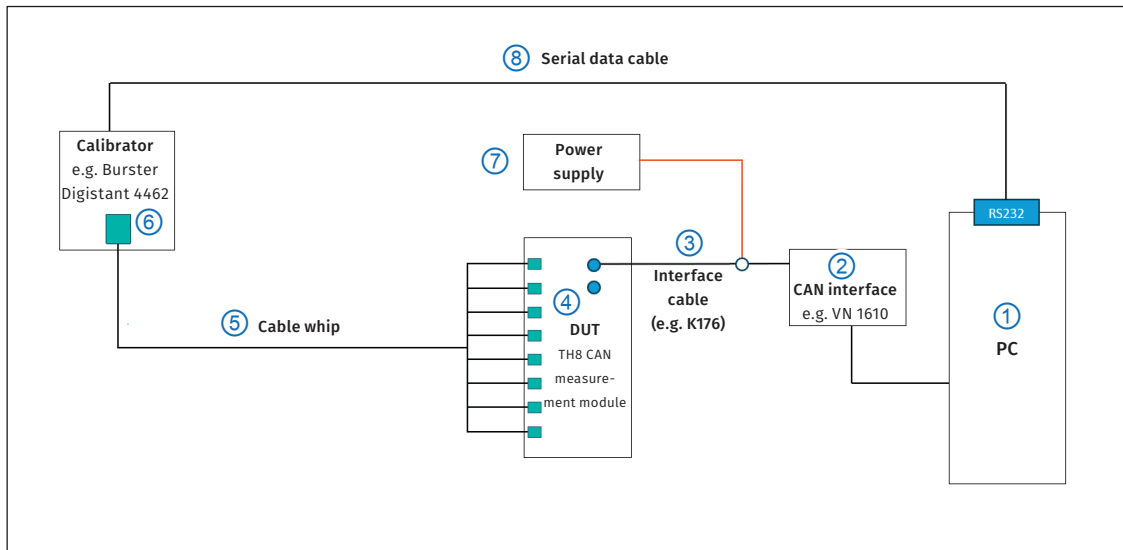 ⑧ Serial data cable
Calibrator
e.g. Burster
Digistant 4462
⑥
⑦
Power
supply
RS232
③
Interface
cable
(e.g. K176)
②
CAN interface
e.g. VN 1610
①
PC
④
DUT
TH8 CAN
measure-
ment module
⑤ Cable whip